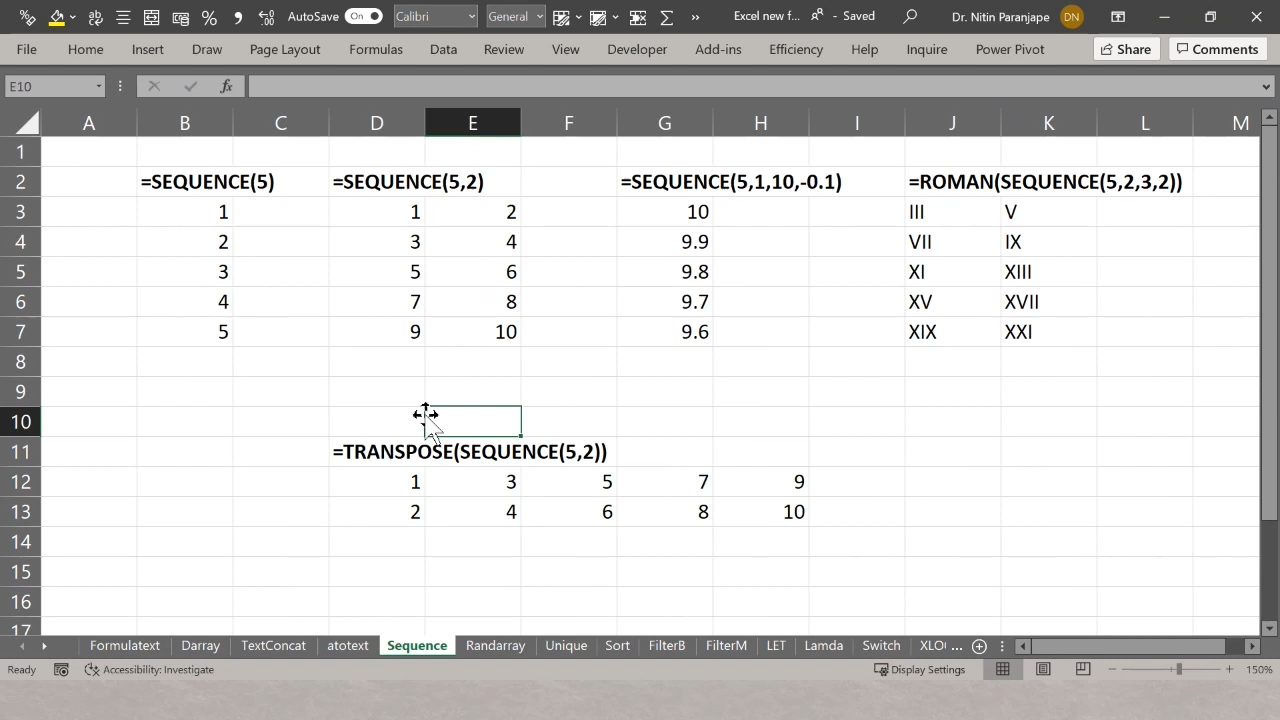 AutoSave On Calibri General Excel new f... - Saved Dr. Nitin Paranjape DN
File Home Insert Draw Page Layout Formulas Data Review View Developer Add-ins Efficiency Help Inquire Power Pivot Share Comments
E10 fx
A B C D E F G H I J K L M
1
2 =SEQUENCE(5) =SEQUENCE(5,2) =SEQUENCE(5,1,10,-0.1) =ROMAN(SEQUENCE(5,2,3,2))
3 1 1 2 10 III V
4 2 3 4 9.9 VII IX
5 3 5 6 9.8 XI XIII
6 4 7 8 9.7 XV XVII
7 5 9 10 9.6 XIX XXI
8
9
10
11 =TRANSPOSE(SEQUENCE(5,2))
12 1 3 5 7 9
13 2 4 6 8 10
14
15
16
17
Formulatext Darray TextConcat atotext Sequence Randarray Unique Sort FilterB FilterM LET Lamda Switch XLO ...
Ready Accessibility: Investigate Display Settings 150%